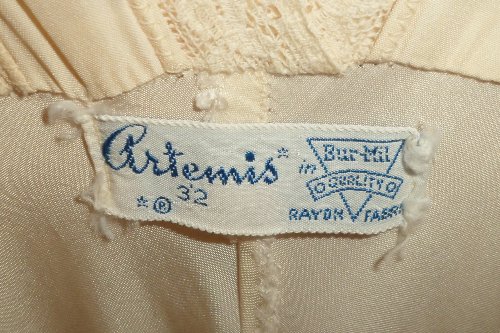 Artemis* in Bur-Mil
32 QUALITY
*® RAYON FABRIC